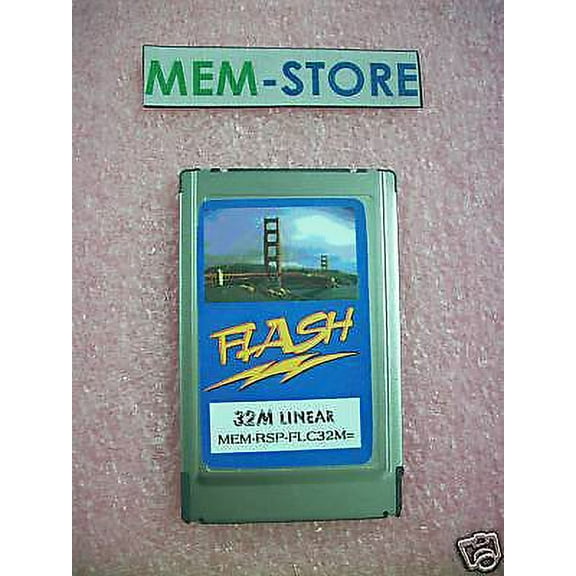 MEM-STORE
FLASH
32M LINEAR
MEM-RSP-FLC32M=